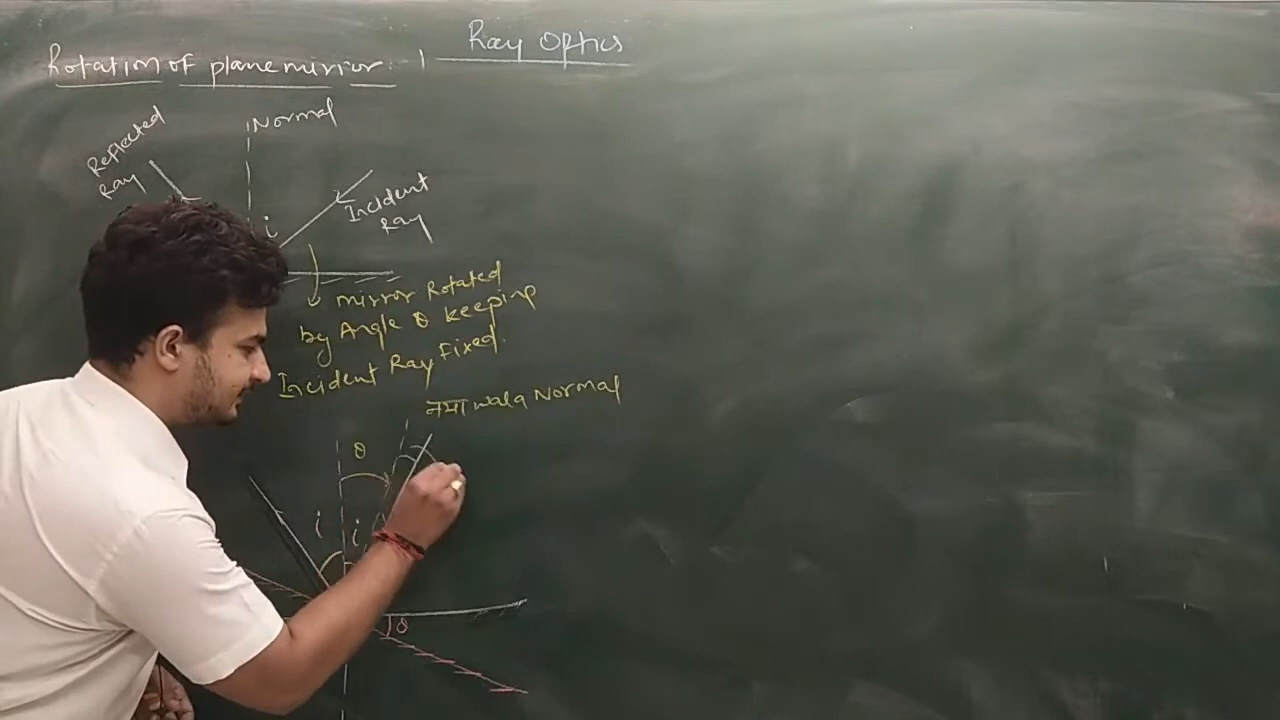 Ray Optics
Rotation of plane mirror:
Normal
Reflected
Ray
Incident
Ray
i
mirror Rotated
by Angle θ keeping
Incident Ray Fixed.
नया wala Normal
θ
i
i
θ